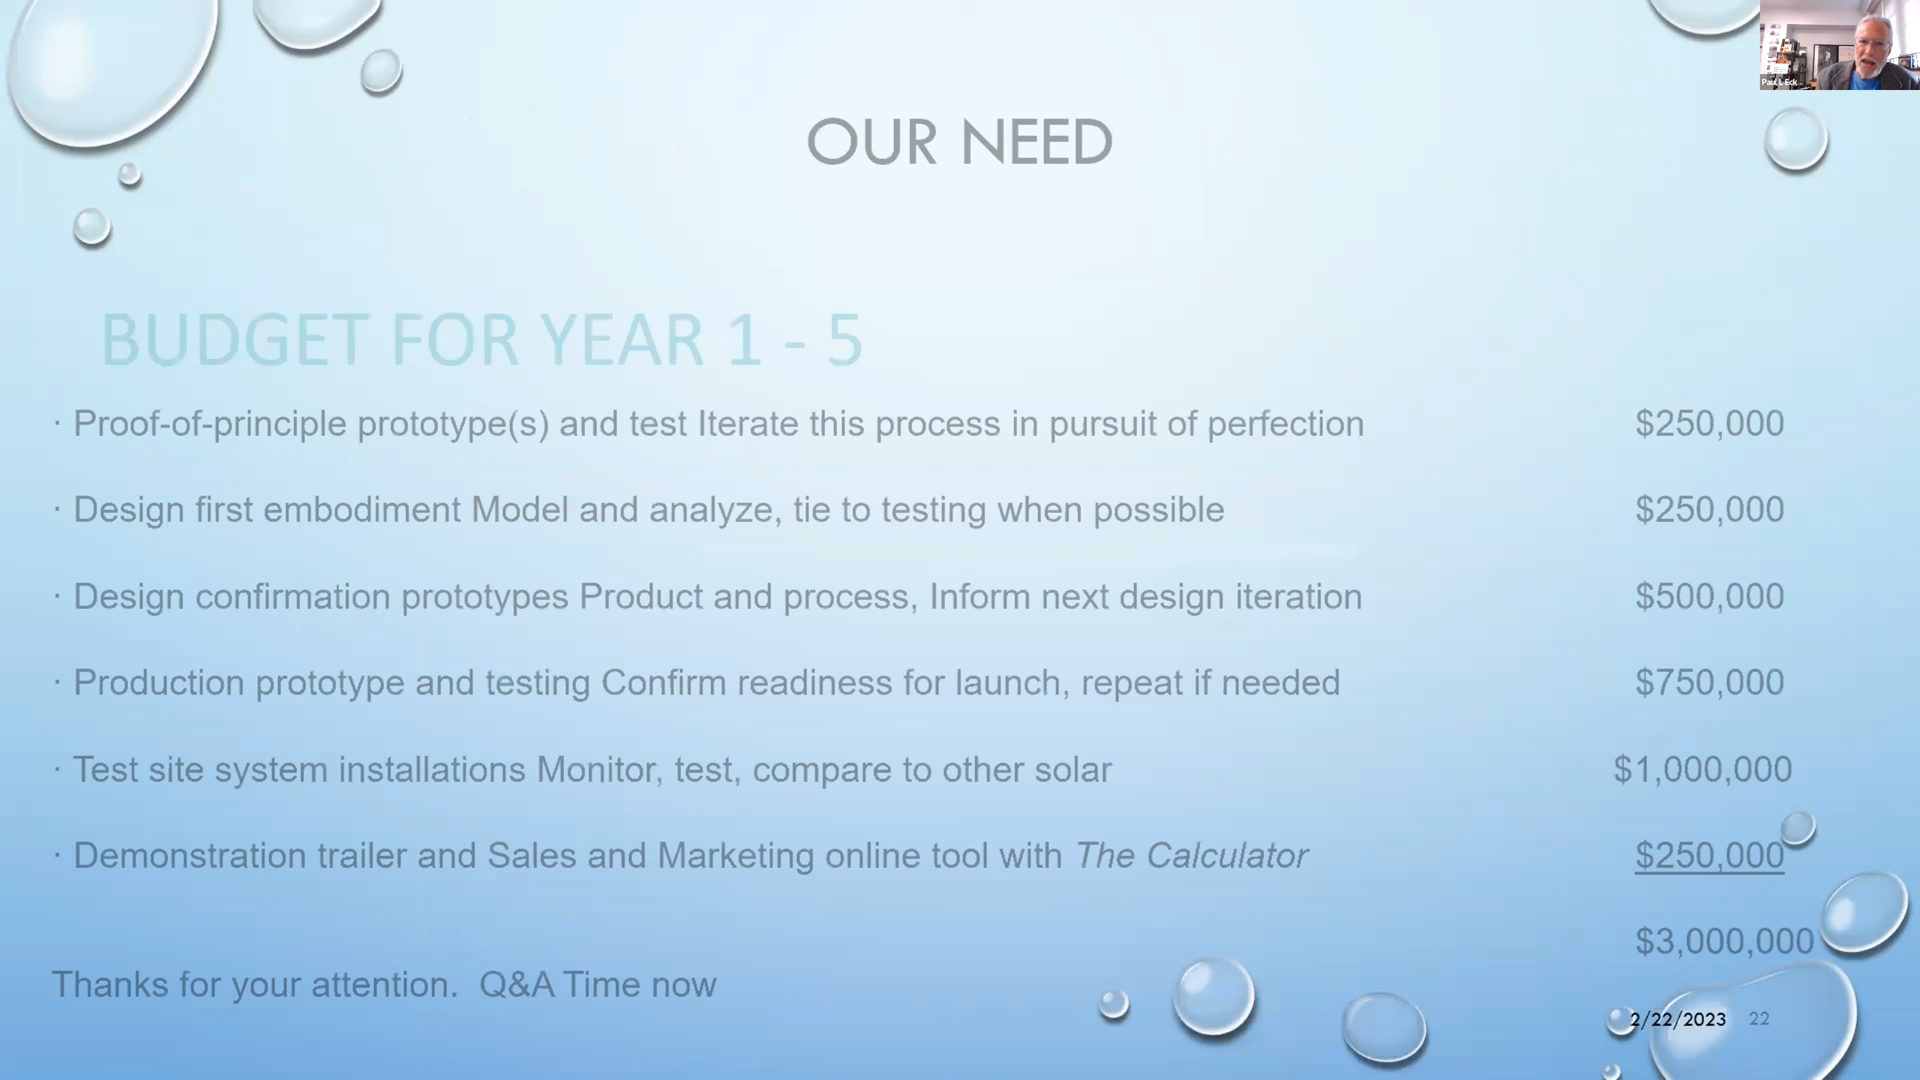 Paul L Eck
OUR NEED
BUDGET FOR YEAR 1 - 5
· Proof-of-principle prototype(s) and test Iterate this process in pursuit of perfection $250,000
· Design first embodiment Model and analyze, tie to testing when possible $250,000
· Design confirmation prototypes Product and process, Inform next design iteration $500,000
· Production prototype and testing Confirm readiness for launch, repeat if needed $750,000
· Test site system installations Monitor, test, compare to other solar $1,000,000
· Demonstration trailer and Sales and Marketing online tool with The Calculator $250,000
$3,000,000
Thanks for your attention.  Q&A Time now
2/22/2023 22